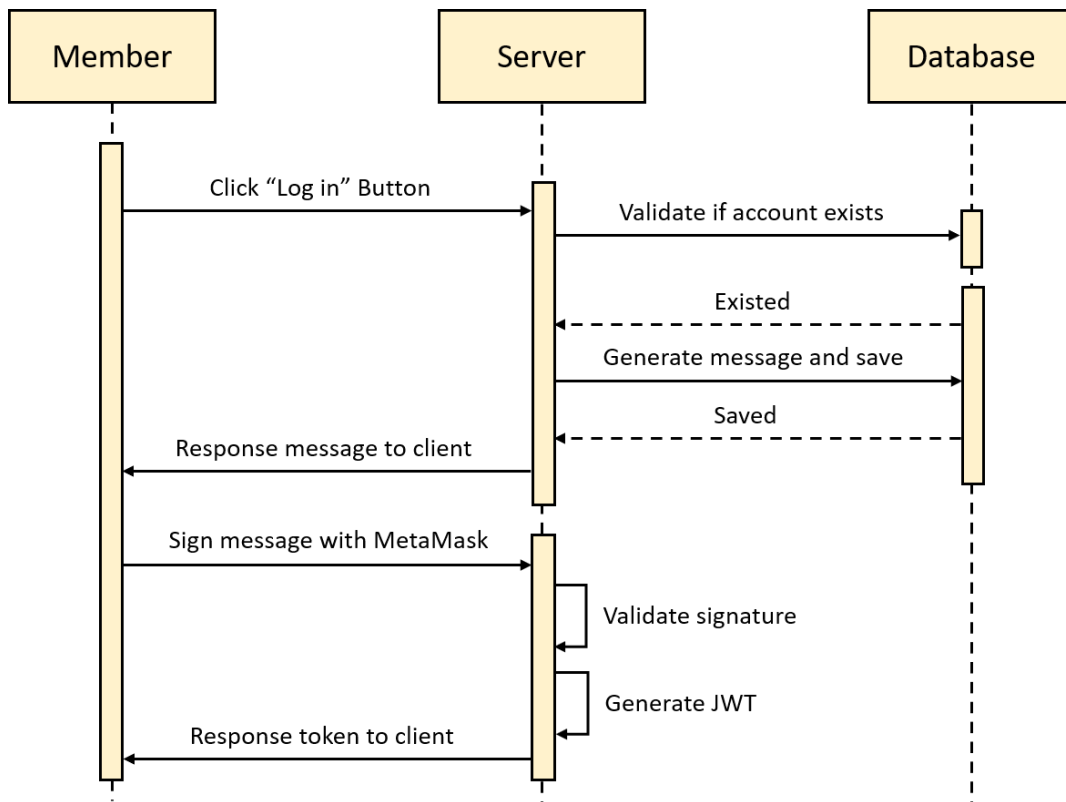 Member
Server
Database
Click “Log in” Button
Validate if account exists
Existed
Generate message and save
Saved
Response message to client
Sign message with MetaMask
Validate signature
Generate JWT
Response token to client